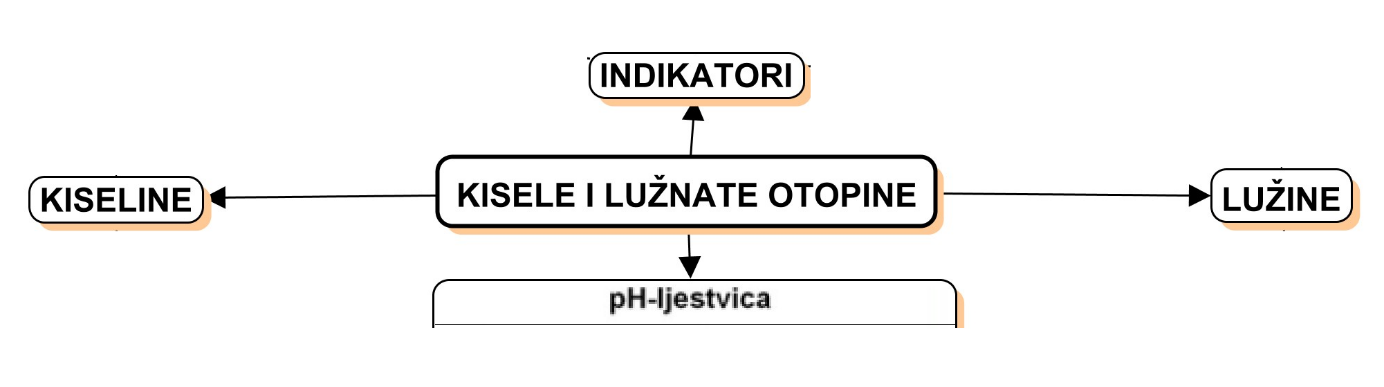 INDIKATORI
KISELINE
KISELE I LUŽNATE OTOPINE
LUŽINE
pH-ljestvica